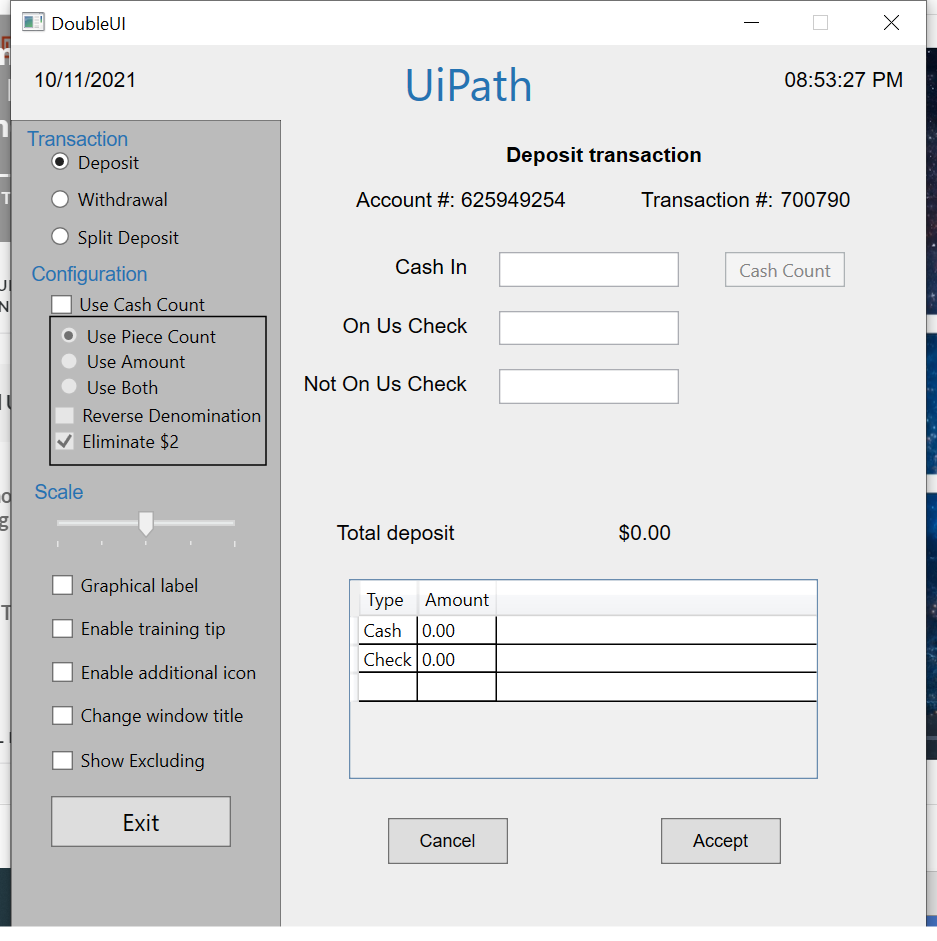 DoubleUI
10/11/2021
UiPath
08:53:27 PM
Transaction
Deposit
Withdrawal
Split Deposit
Configuration
Use Cash Count
Use Piece Count
Use Amount
Use Both
Reverse Denomination
Eliminate $2
Scale
Graphical label
Enable training tip
Enable additional icon
Change window title
Show Excluding
Exit
Deposit transaction
Account #: 625949254 Transaction #: 700790
Cash In
Cash Count
On Us Check
Not On Us Check
Total deposit $0.00
Type Amount
Cash 0.00
Check 0.00
Cancel
Accept